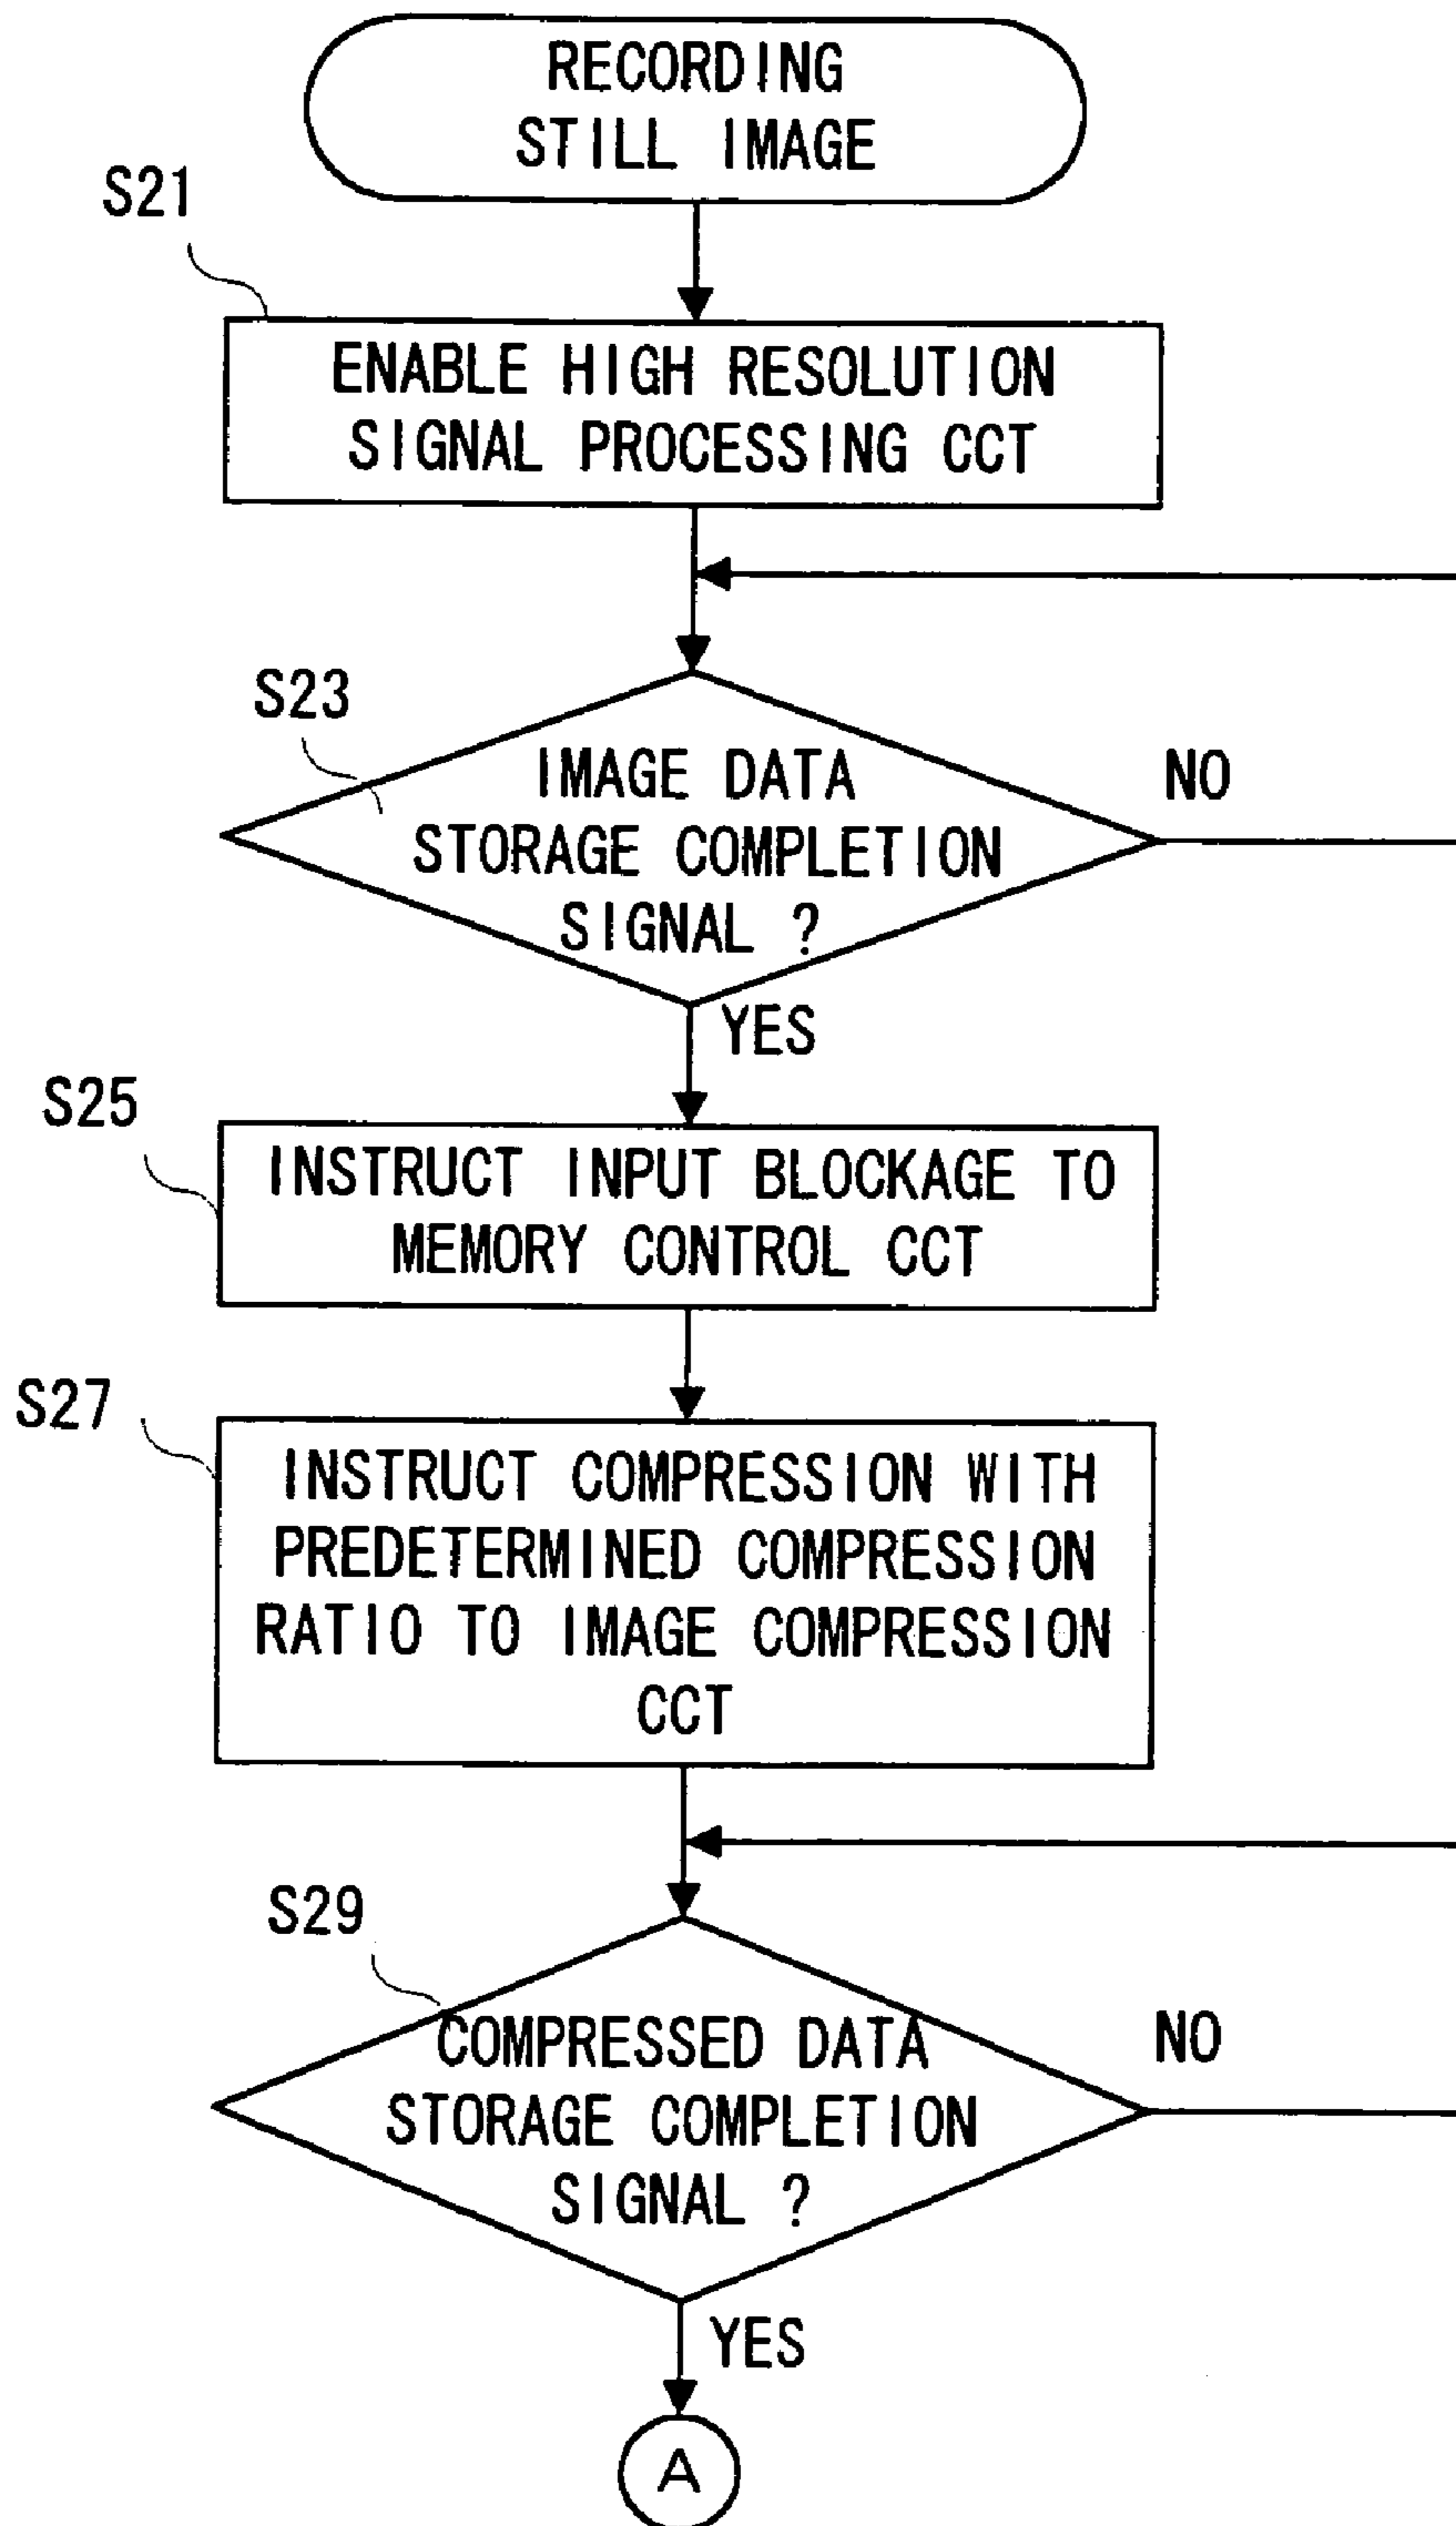 RECORDING
STILL IMAGE
S21
ENABLE HIGH RESOLUTION
SIGNAL PROCESSING CCT
S23
IMAGE DATA
STORAGE COMPLETION
SIGNAL ?
NO
YES
S25
INSTRUCT INPUT BLOCKAGE TO
MEMORY CONTROL CCT
S27
INSTRUCT COMPRESSION WITH
PREDETERMINED COMPRESSION
RATIO TO IMAGE COMPRESSION
CCT
S29
COMPRESSED DATA
STORAGE COMPLETION
SIGNAL ?
NO
YES
A